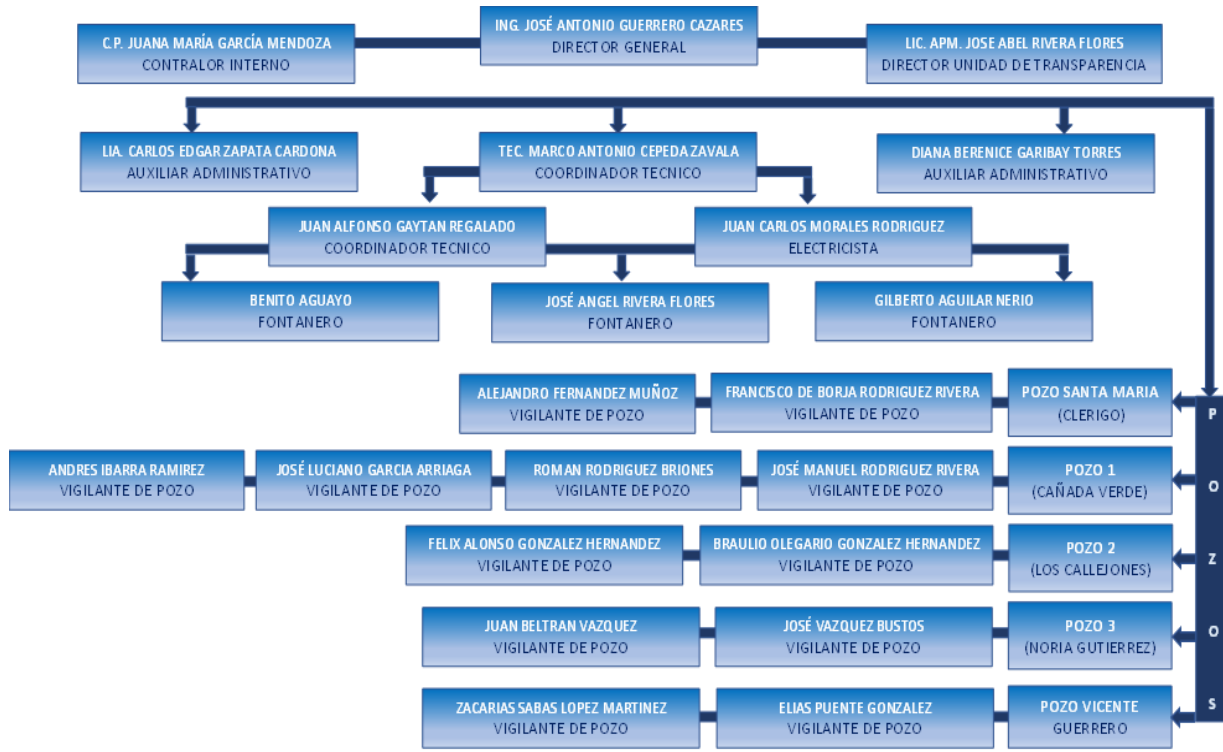 ING. JOSÉ ANTONIO GUERRERO CAZARES
DIRECTOR GENERAL
C.P. JUANA MARÍA GARCÍA MENDOZA
CONTRALOR INTERNO
LIC. APM. JOSE ABEL RIVERA FLORES
DIRECTOR UNIDAD DE TRANSPARENCIA
LIA. CARLOS EDGAR ZAPATA CARDONA
AUXILIAR ADMINISTRATIVO
TEC. MARCO ANTONIO CEPEDA ZAVALA
COORDINADOR TECNICO
DIANA BERENICE GARIBAY TORRES
AUXILIAR ADMINISTRATIVO
JUAN ALFONSO GAYTAN REGALADO
COORDINADOR TECNICO
JUAN CARLOS MORALES RODRIGUEZ
ELECTRICISTA
BENITO AGUAYO
FONTANERO
JOSÉ ANGEL RIVERA FLORES
FONTANERO
GILBERTO AGUILAR NERIO
FONTANERO
ALEJANDRO FERNANDEZ MUÑOZ
VIGILANTE DE POZO
FRANCISCO DE BORJA RODRIGUEZ RIVERA
VIGILANTE DE POZO
POZO SANTA MARIA
(CLERIGO)
ANDRES IBARRA RAMIREZ
VIGILANTE DE POZO
JOSÉ LUCIANO GARCIA ARRIAGA
VIGILANTE DE POZO
ROMAN RODRIGUEZ BRIONES
VIGILANTE DE POZO
JOSÉ MANUEL RODRIGUEZ RIVERA
VIGILANTE DE POZO
POZO 1
(CAÑADA VERDE)
FELIX ALONSO GONZALEZ HERNANDEZ
VIGILANTE DE POZO
BRAULIO OLEGARIO GONZALEZ HERNANDEZ
VIGILANTE DE POZO
POZO 2
(LOS CALLEJONES)
JUAN BELTRAN VAZQUEZ
VIGILANTE DE POZO
JOSÉ VAZQUEZ BUSTOS
VIGILANTE DE POZO
POZO 3
(NORIA GUTIERREZ)
ZACARIAS SABAS LOPEZ MARTINEZ
VIGILANTE DE POZO
ELIAS PUENTE GONZALEZ
VIGILANTE DE POZO
POZO VICENTE
GUERRERO
P
O
Z
O
S